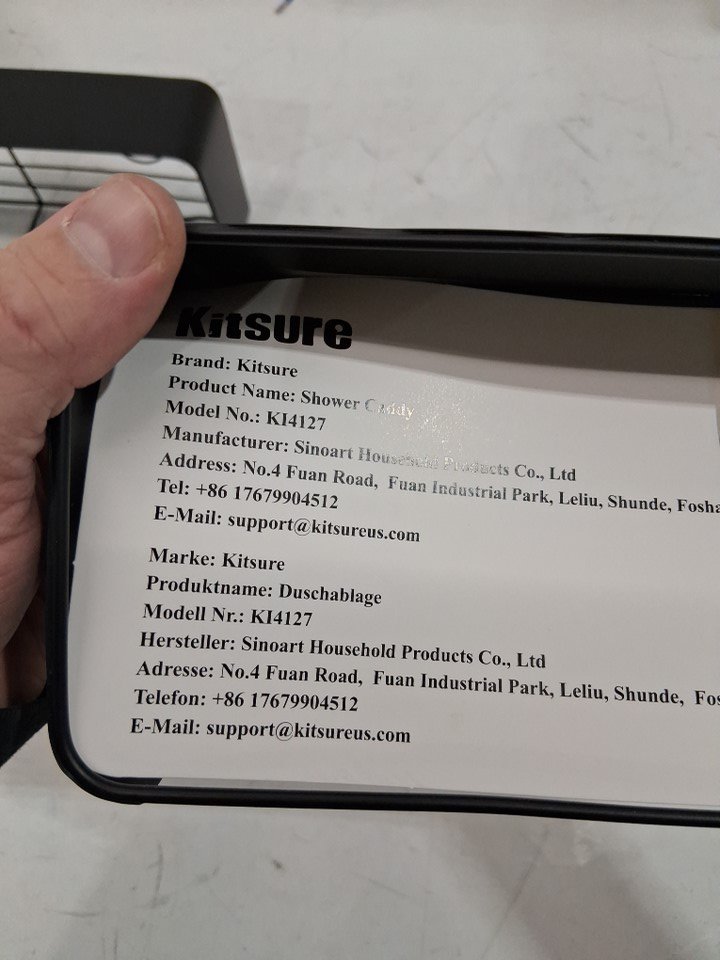 Kitsure
Brand: Kitsure
Product Name: Shower Caddy
Model No.: KI4127
Manufacturer: Sinoart Household Products Co., Ltd
Address: No.4 Fuan Road, Fuan Industrial Park, Leliu, Shunde, Fosha
Tel: +86 17679904512
E-Mail: support@kitsureus.com
Marke: Kitsure
Produktname: Duschablage
Modell Nr.: KI4127
Hersteller: Sinoart Household Products Co., Ltd
Adresse: No.4 Fuan Road, Fuan Industrial Park, Leliu, Shunde, Fos
Telefon: +86 17679904512
E-Mail: support@kitsureus.com